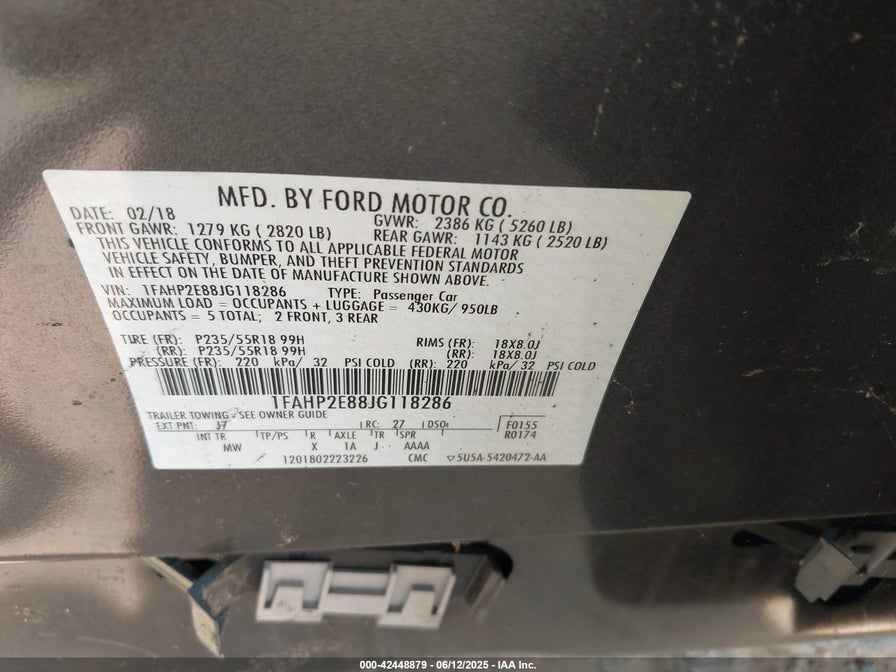 MFD. BY FORD MOTOR CO.
DATE: 02/18 GVWR: 2386 KG ( 5260 LB)
FRONT GAWR: 1279 KG ( 2820 LB) REAR GAWR: 1143 KG ( 2520 LB)
THIS VEHICLE CONFORMS TO ALL APPLICABLE FEDERAL MOTOR
VEHICLE SAFETY, BUMPER, AND THEFT PREVENTION STANDARDS
IN EFFECT ON THE DATE OF MANUFACTURE SHOWN ABOVE.
VIN: 1FAHP2E88JG118286 TYPE: Passenger Car
MAXIMUM LOAD = OCCUPANTS + LUGGAGE = 430KG/ 950LB
OCCUPANTS = 5 TOTAL; 2 FRONT, 3 REAR
TIRE (FR): P235/55R18 99H RIMS (FR): 18X8.0J
(RR): P235/55R18 99H (RR): 18X8.0J
PRESSURE (FR): 220 kPa/ 32 PSI COLD (RR): 220 kPa/ 32 PSI COLD
1FAHP2E88JG118286
TRAILER TOWING - SEE OWNER GUIDE
EXT PNT: J7 RC: 27 DSO: F0155
INT TR TP/PS R AXLE TR SPR R0174
MW X 1A J AAAA
1201802223226 CMC ▽5U5A-5420472-AA
000-42448879 - 06/12/2025 - IAA Inc.